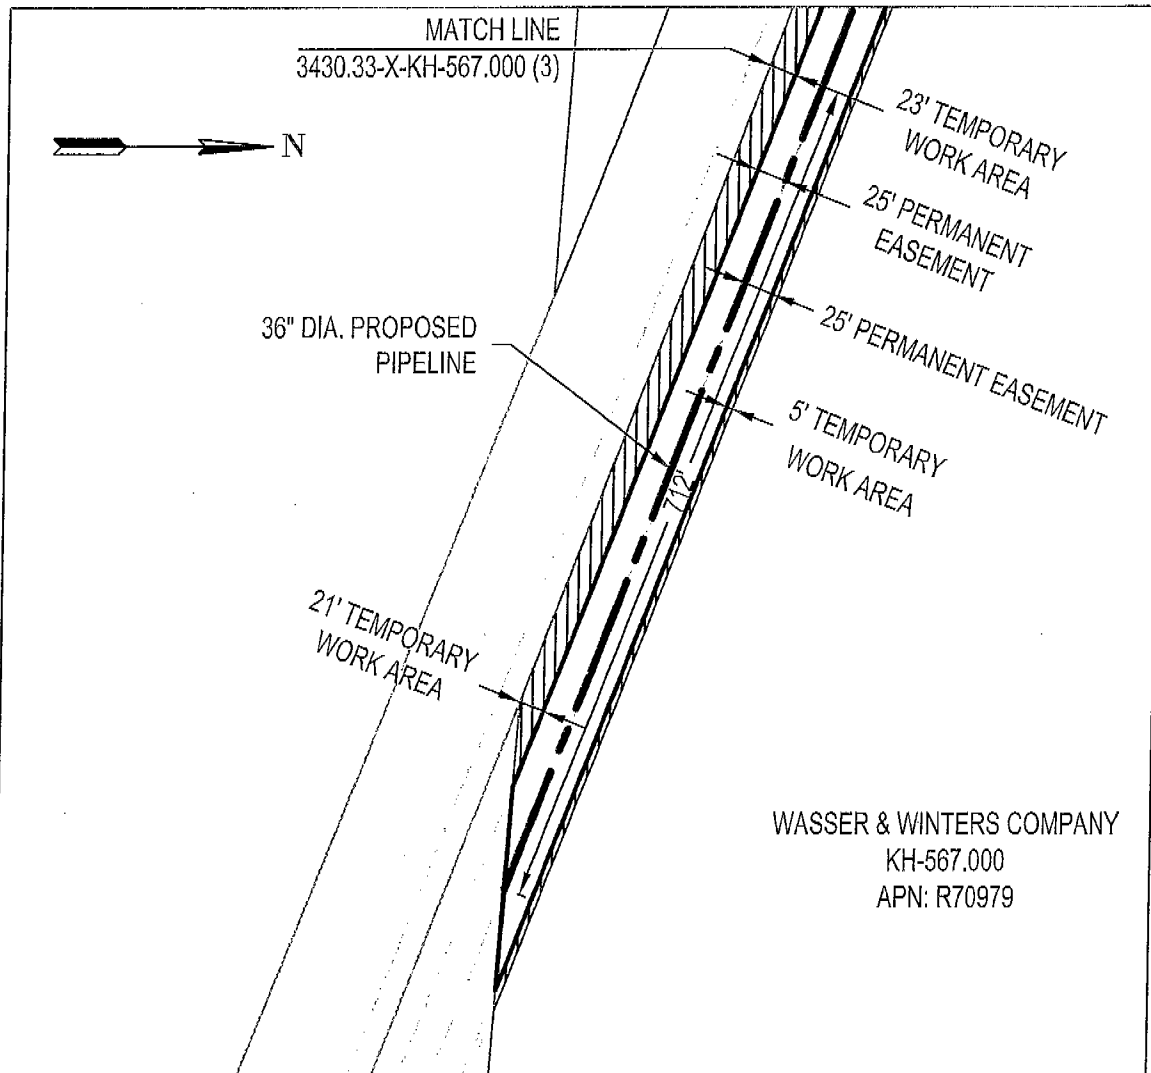 MATCH LINE
3430.33-X-KH-567.000 (3)
N
23' TEMPORARY
WORK AREA
25' PERMANENT
EASEMENT
36" DIA. PROPOSED
PIPELINE
25' PERMANENT EASEMENT
5' TEMPORARY
WORK AREA
712'
21' TEMPORARY
WORK AREA
WASSER & WINTERS COMPANY
KH-567.000
APN: R70979